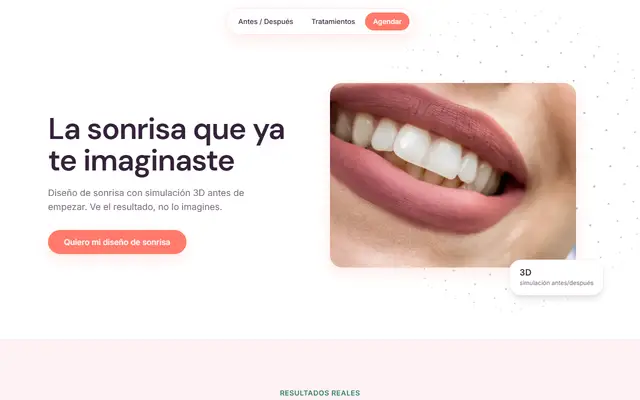 Antes / Después Tratamientos Agendar
La sonrisa que ya
te imaginaste
Diseño de sonrisa con simulación 3D antes de
empezar. Ve el resultado, no lo imagines.
Quiero mi diseño de sonrisa
3D
simulación antes/después
RESULTADOS REALES